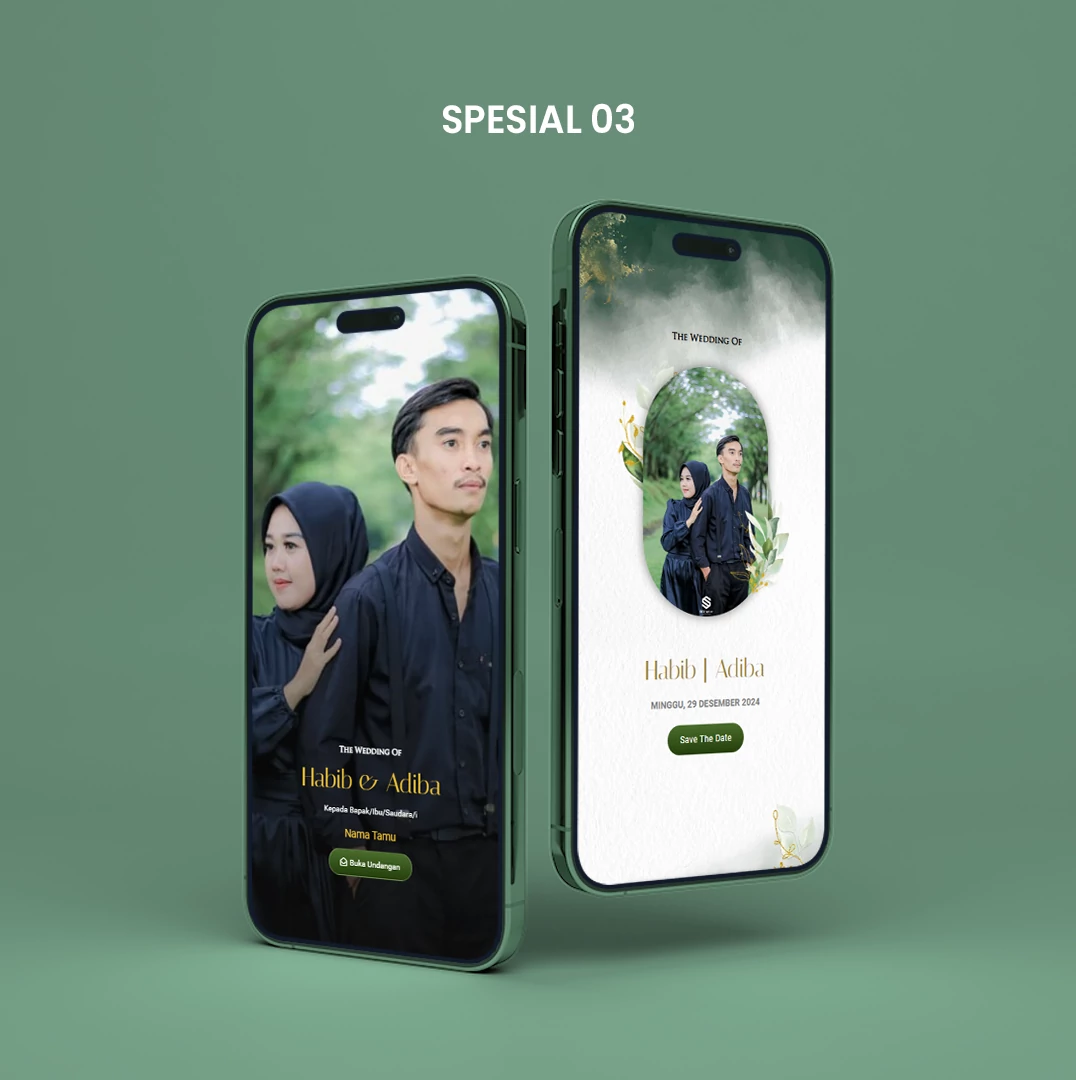 SPESIAL 03
THE WEDDING OF
Habib & Adiba
Kepada Bapak/Ibu/Saudara/i
Nama Tamu
Buka Undangan
THE WEDDING OF
Habib | Adiba
MINGGU, 29 DESEMBER 2024
Save The Date